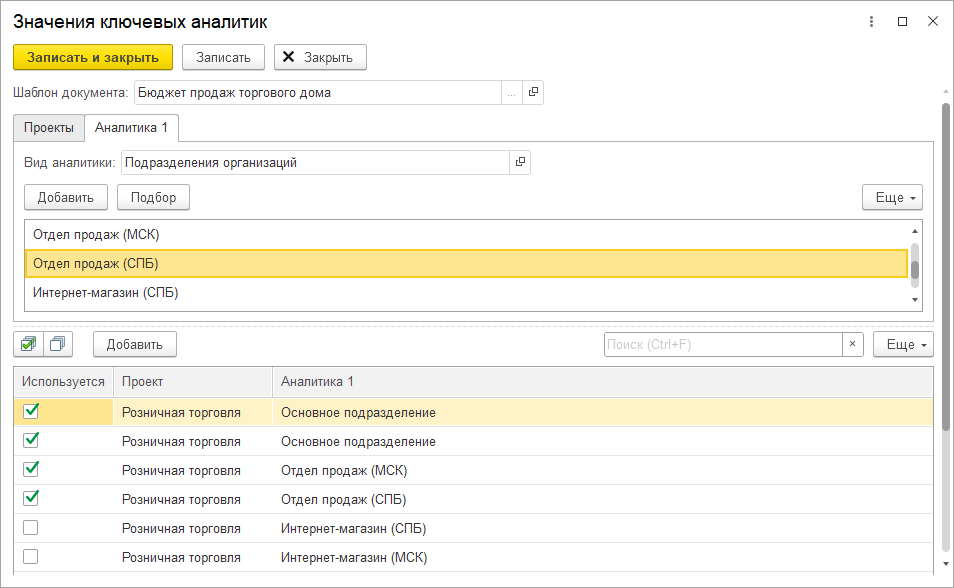 Значения ключевых аналитик
Записать и закрыть Записать Закрыть
Шаблон документа: Бюджет продаж торгового дома ...
Проекты Аналитика 1
Вид аналитики: Подразделения организаций
Добавить Подбор Еще
Отдел продаж (МСК)
Отдел продаж (СПБ)
Интернет-магазин (СПБ)
Добавить Поиск (Ctrl+F) × Еще
Используется Проект Аналитика 1
Розничная торговля Основное подразделение
Розничная торговля Основное подразделение
Розничная торговля Отдел продаж (МСК)
Розничная торговля Отдел продаж (СПБ)
Розничная торговля Интернет-магазин (СПБ)
Розничная торговля Интернет-магазин (МСК)